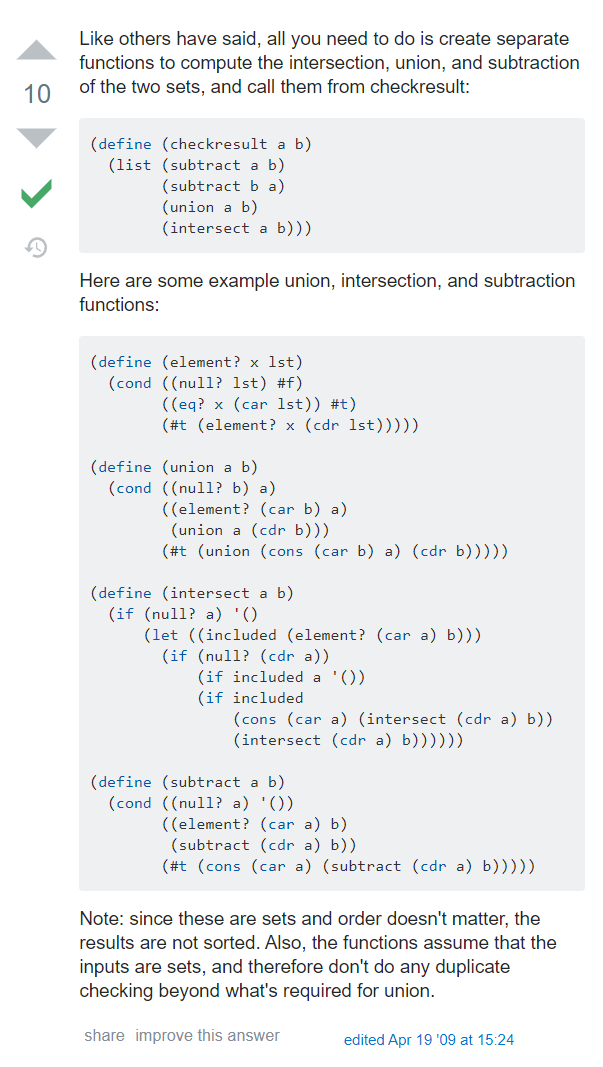 Like others have said, all you need to do is create separate
functions to compute the intersection, union, and subtraction
10
of the two sets, and call them from checkresult:
(define (checkresult a b)
  (list (subtract a b)
        (subtract b a)
        (union a b)
        (intersect a b)))
Here are some example union, intersection, and subtraction
functions:
(define (element? x lst)
  (cond ((null? lst) #f)
        ((eq? x (car lst)) #t)
        (#t (element? x (cdr lst)))))
(define (union a b)
  (cond ((null? b) a)
        ((element? (car b) a)
         (union a (cdr b)))
        (#t (union (cons (car b) a) (cdr b)))))
(define (intersect a b)
  (if (null? a) '()
      (let ((included (element? (car a) b)))
        (if (null? (cdr a))
            (if included a '())
            (if included
                (cons (car a) (intersect (cdr a) b))
                (intersect (cdr a) b))))))
(define (subtract a b)
  (cond ((null? a) '())
        ((element? (car a) b)
         (subtract (cdr a) b))
        (#t (cons (car a) (subtract (cdr a) b)))))
Note: since these are sets and order doesn't matter, the
results are not sorted. Also, the functions assume that the
inputs are sets, and therefore don't do any duplicate
checking beyond what's required for union.
share improve this answer
edited Apr 19 '09 at 15:24